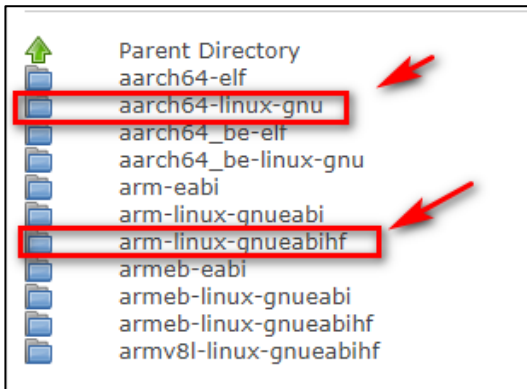 Parent Directory
aarch64-elf
aarch64-linux-gnu
aarch64_be-elf
aarch64_be-linux-gnu
arm-eabi
arm-linux-gnueabi
arm-linux-gnueabihf
armeb-eabi
armeb-linux-gnueabi
armeb-linux-gnueabihf
armv8l-linux-gnueabihf